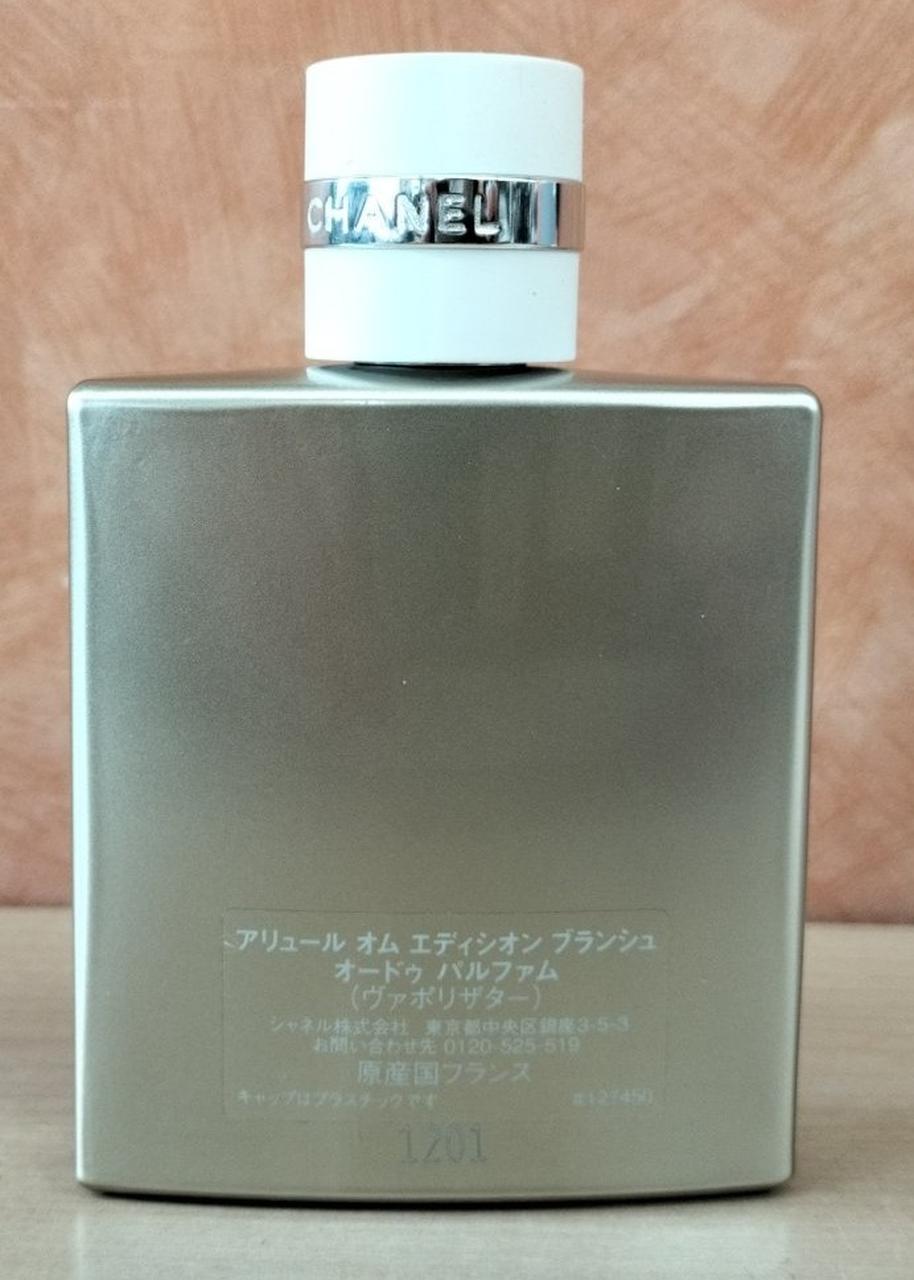 CHANEL
アリュール オム エディシオン ブランシュ
オードゥ パルファム
（ヴァポリザター）
シャネル株式会社 東京都中央区銀座3-5-3
お問い合わせ先 0120-525-519
原産国フランス
キャップはプラスチックです
1201